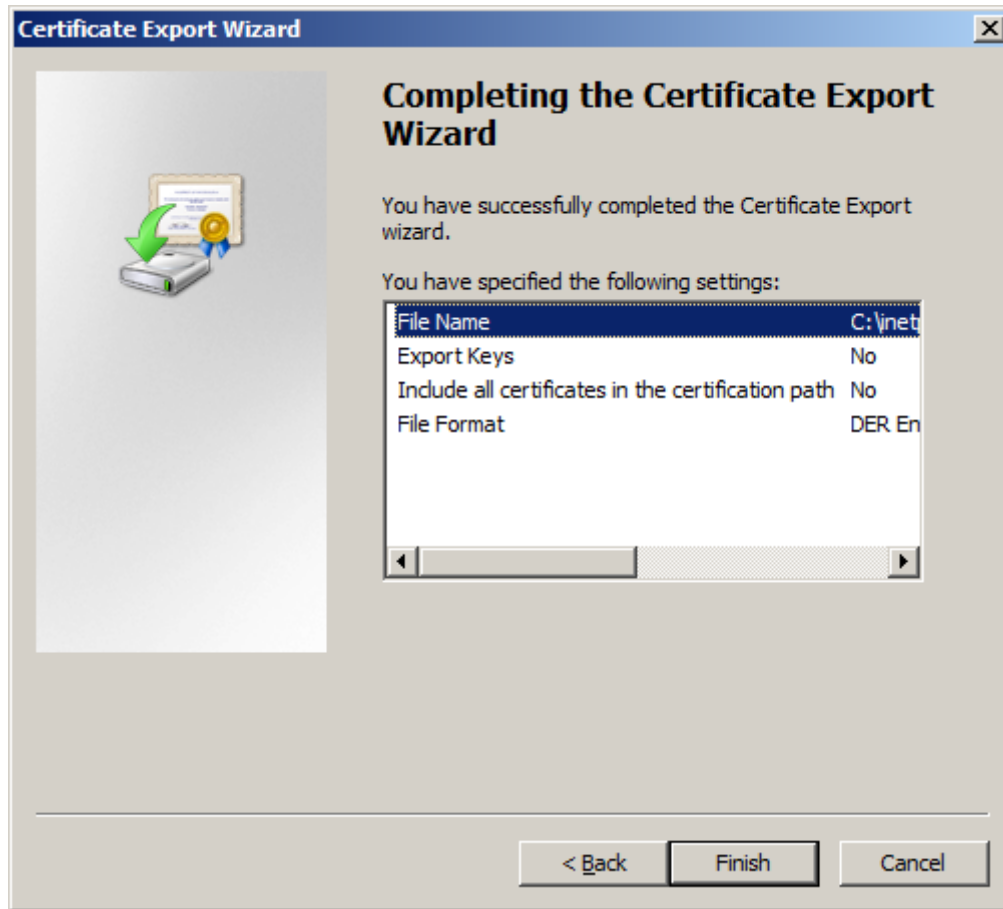 Certificate Export Wizard
Completing the Certificate Export
Wizard
You have successfully completed the Certificate Export
wizard.
You have specified the following settings:
File Name C:\inetp
Export Keys No
Include all certificates in the certification path No
File Format DER En
< Back Finish Cancel